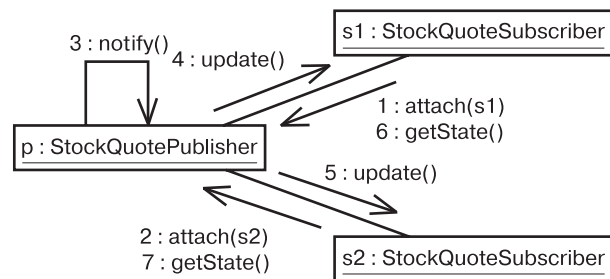 s1 : StockQuoteSubscriber
3 : notify()
4 : update()
1 : attach(s1)
6 : getState()
p : StockQuotePublisher
5 : update()
2 : attach(s2)
7 : getState()
s2 : StockQuoteSubscriber